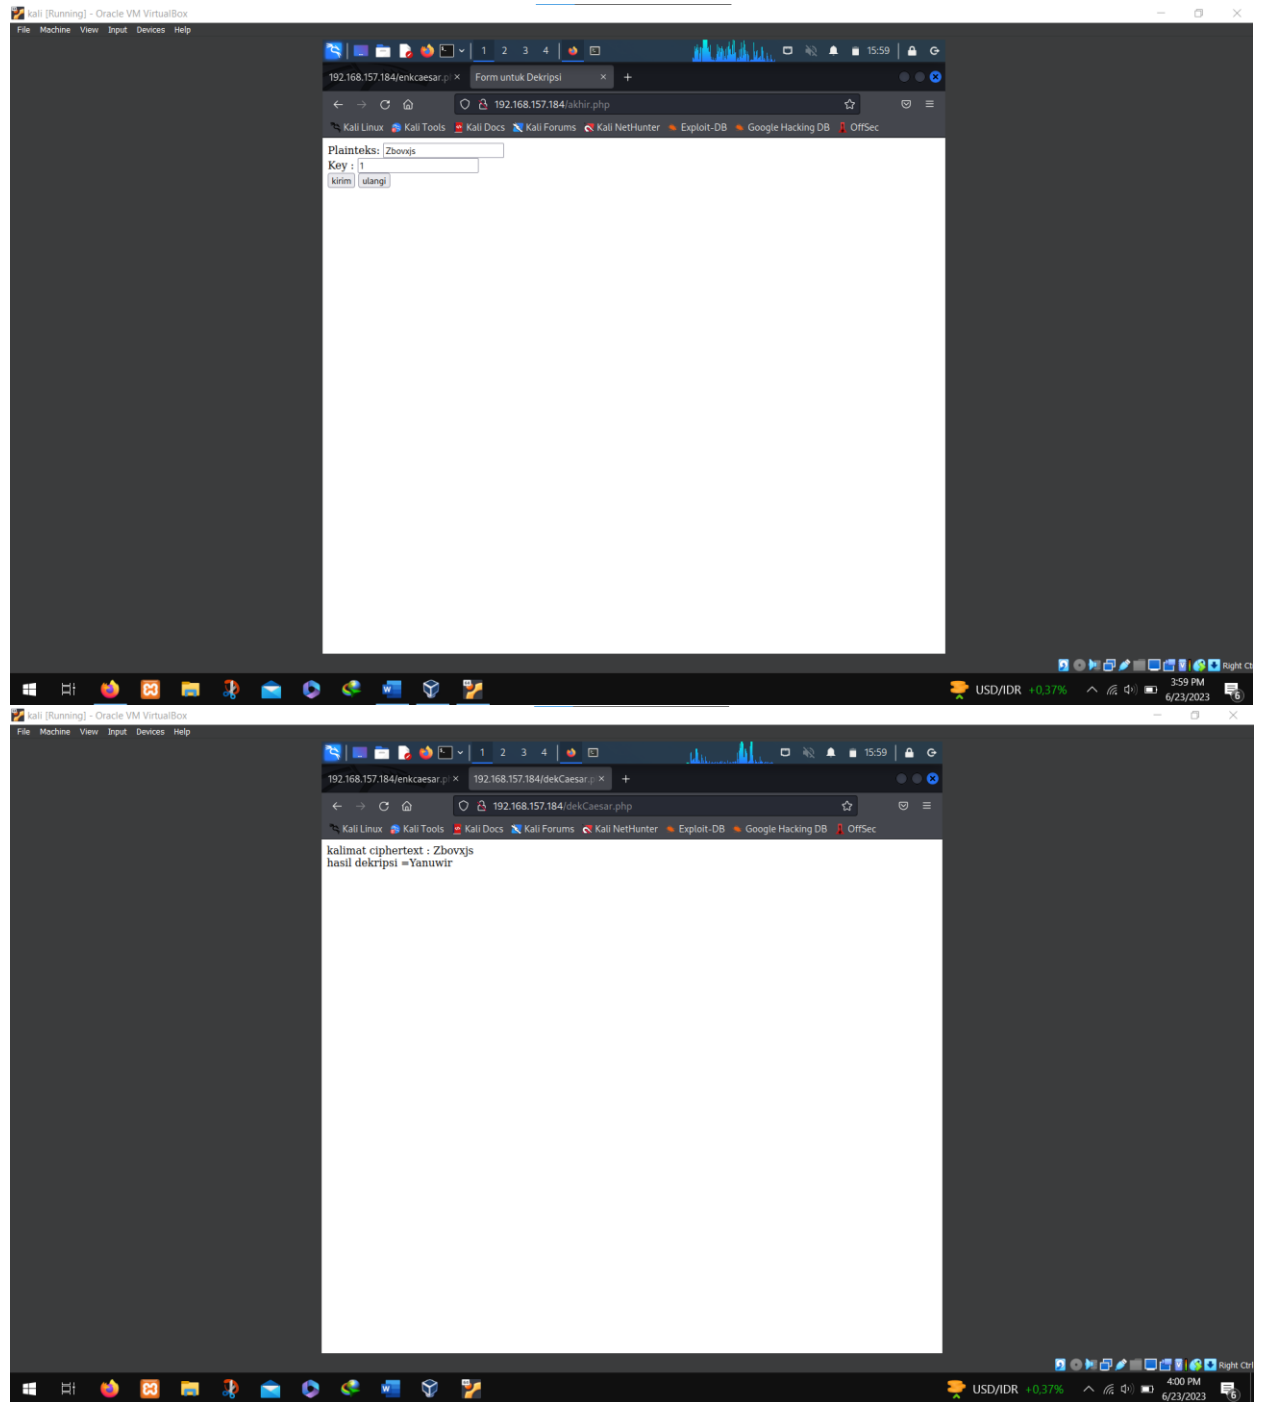 kali [Running] - Oracle VM VirtualBox
File Machine View Input Devices Help
1 2 3 4 15:59
192.168.157.184/enkcaesar.p × Form untuk Dekripsi × +
192.168.157.184/akhir.php
Kali Linux Kali Tools Kali Docs Kali Forums Kali NetHunter Exploit-DB Google Hacking DB OffSec
Plainteks: Zbovxjs
Key : 1
kirim ulangi
Right Ct
USD/IDR +0,37% 3:59 PM
6/23/2023 6
kali [Running] - Oracle VM VirtualBox
File Machine View Input Devices Help
1 2 3 4 15:59
192.168.157.184/enkcaesar.p × 192.168.157.184/dekCaesar.p × +
192.168.157.184/dekCaesar.php
Kali Linux Kali Tools Kali Docs Kali Forums Kali NetHunter Exploit-DB Google Hacking DB OffSec
kalimat ciphertext : Zbovxjs
hasil dekripsi =Yanuwir
Right Ctrl
USD/IDR +0,37% 4:00 PM
6/23/2023 6